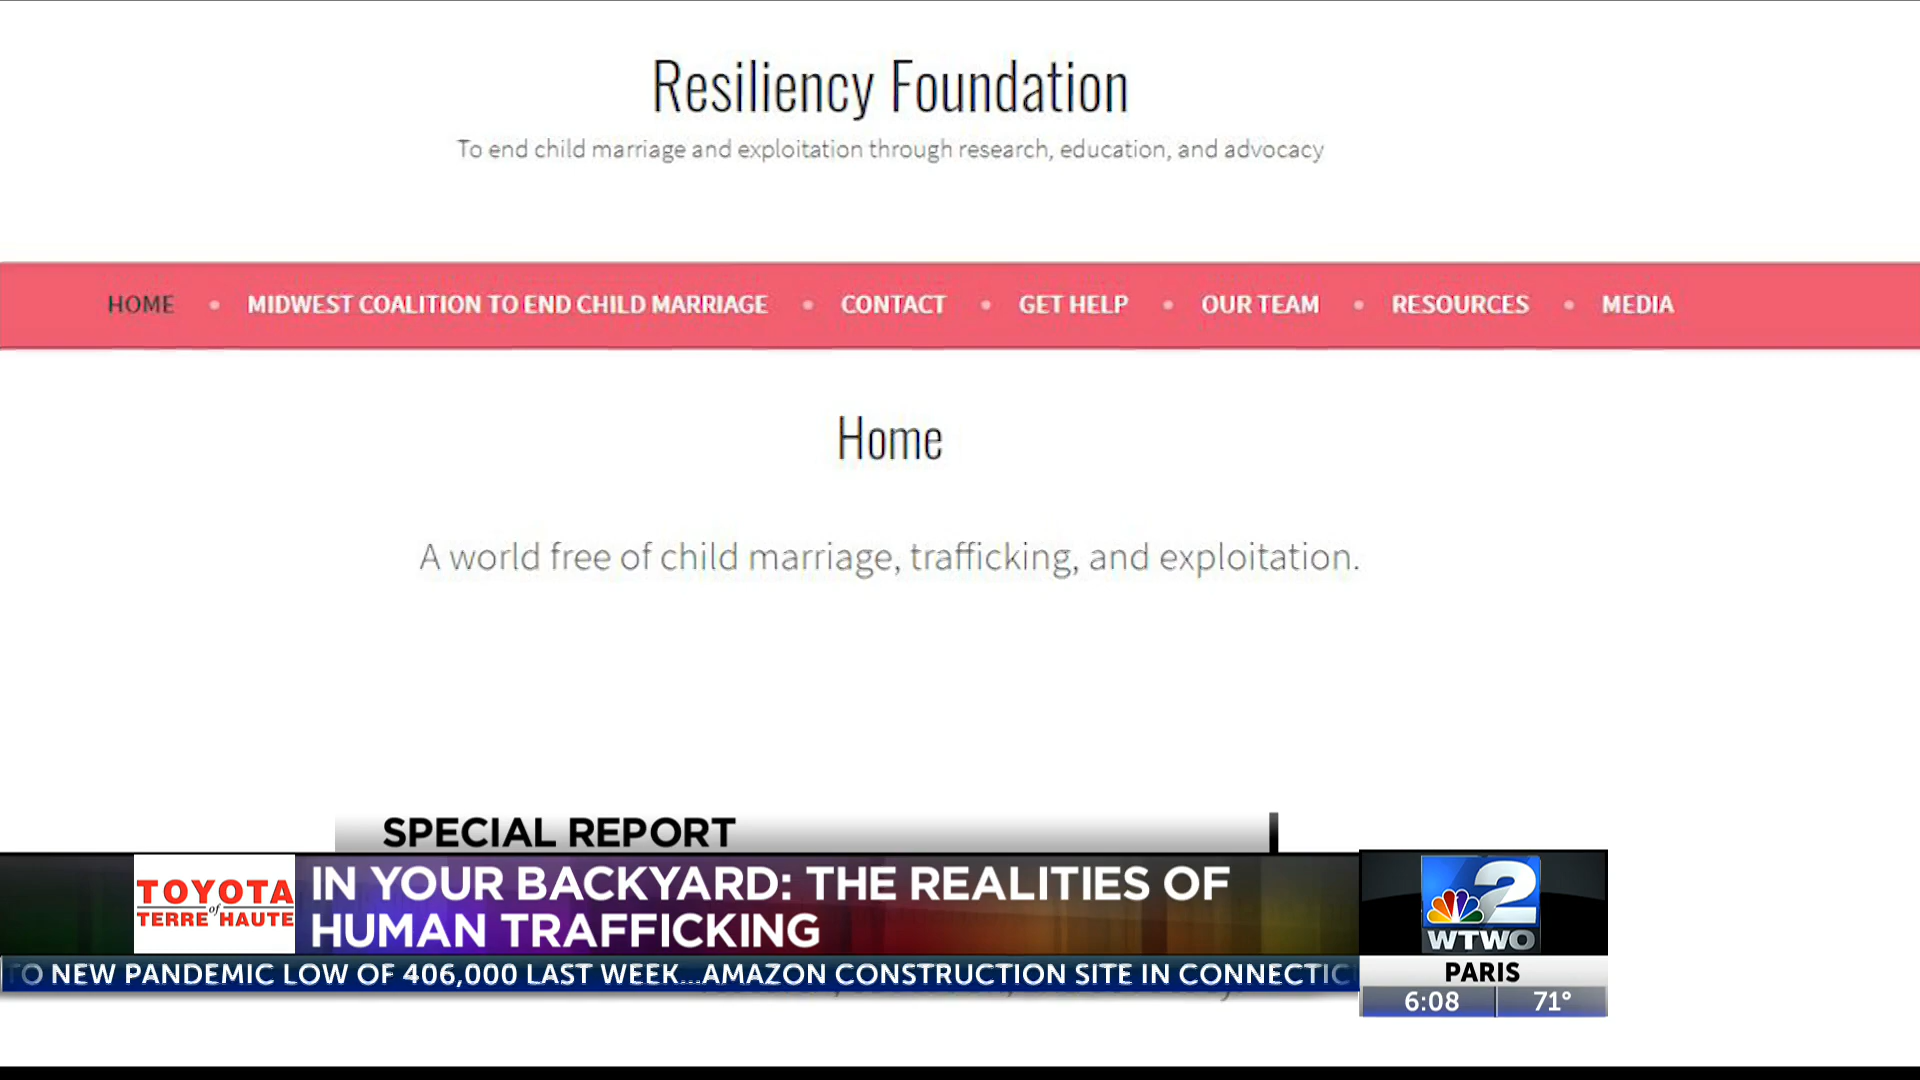 Resiliency Foundation
To end child marriage and exploitation through research, education, and advocacy
HOME • MIDWEST COALITION TO END CHILD MARRIAGE • CONTACT • GET HELP • OUR TEAM • RESOURCES • MEDIA
Home
A world free of child marriage, trafficking, and exploitation.
SPECIAL REPORT
TOYOTA
of
TERRE HAUTE
IN YOUR BACKYARD: THE REALITIES OF
HUMAN TRAFFICKING
2
WTWO
TO NEW PANDEMIC LOW OF 406,000 LAST WEEK...AMAZON CONSTRUCTION SITE IN CONNECTIC
PARIS
6:08 71°